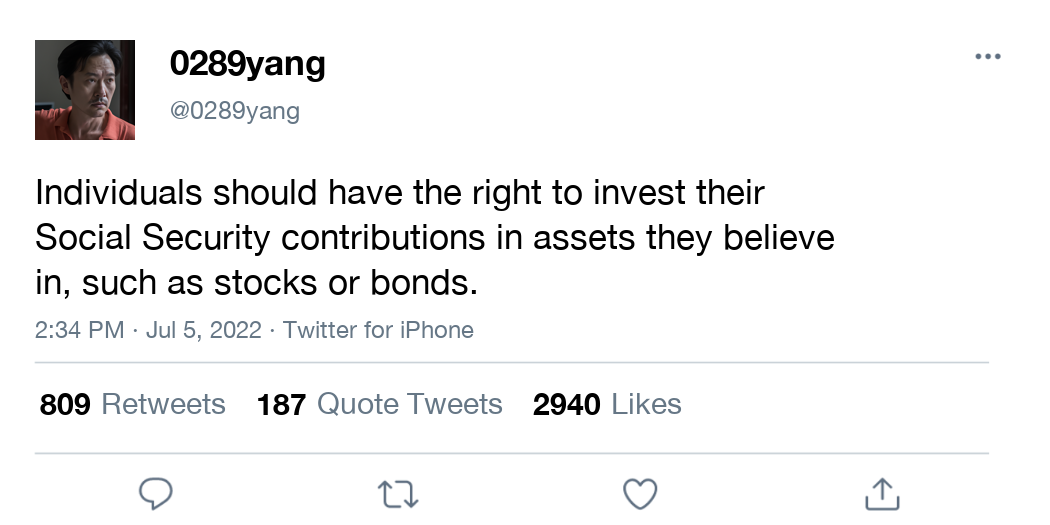 0289yang
@0289yang
Individuals should have the right to invest their
Social Security contributions in assets they believe
in, such as stocks or bonds.
2:34 PM · Jul 5, 2022 · Twitter for iPhone
809 Retweets 187 Quote Tweets 2940 Likes